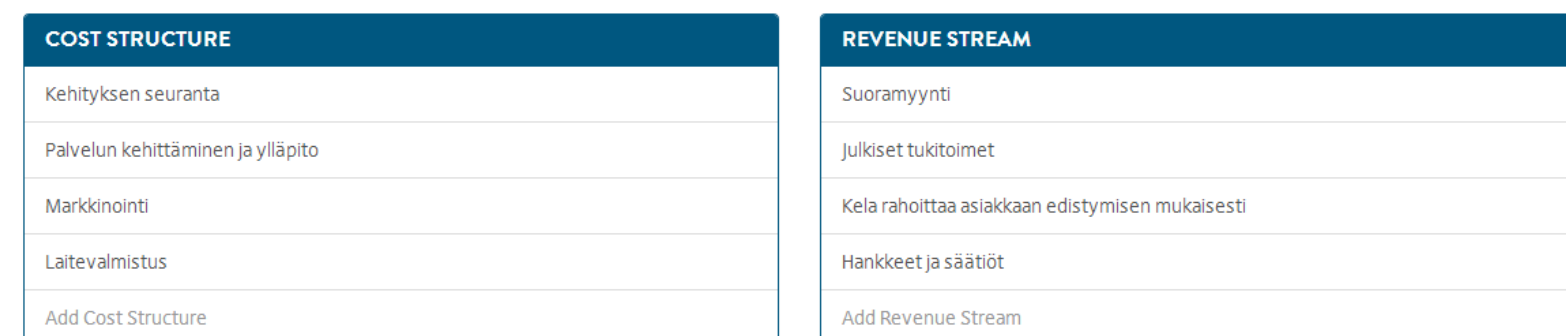 COST STRUCTURE
Kehityksen seuranta
Palvelun kehittäminen ja ylläpito
Markkinointi
Laitevalmistus
Add Cost Structure
REVENUE STREAM
Suoramyynti
Julkiset tukitoimet
Kela rahoittaa asiakkaan edistymisen mukaisesti
Hankkeet ja säätiöt
Add Revenue Stream